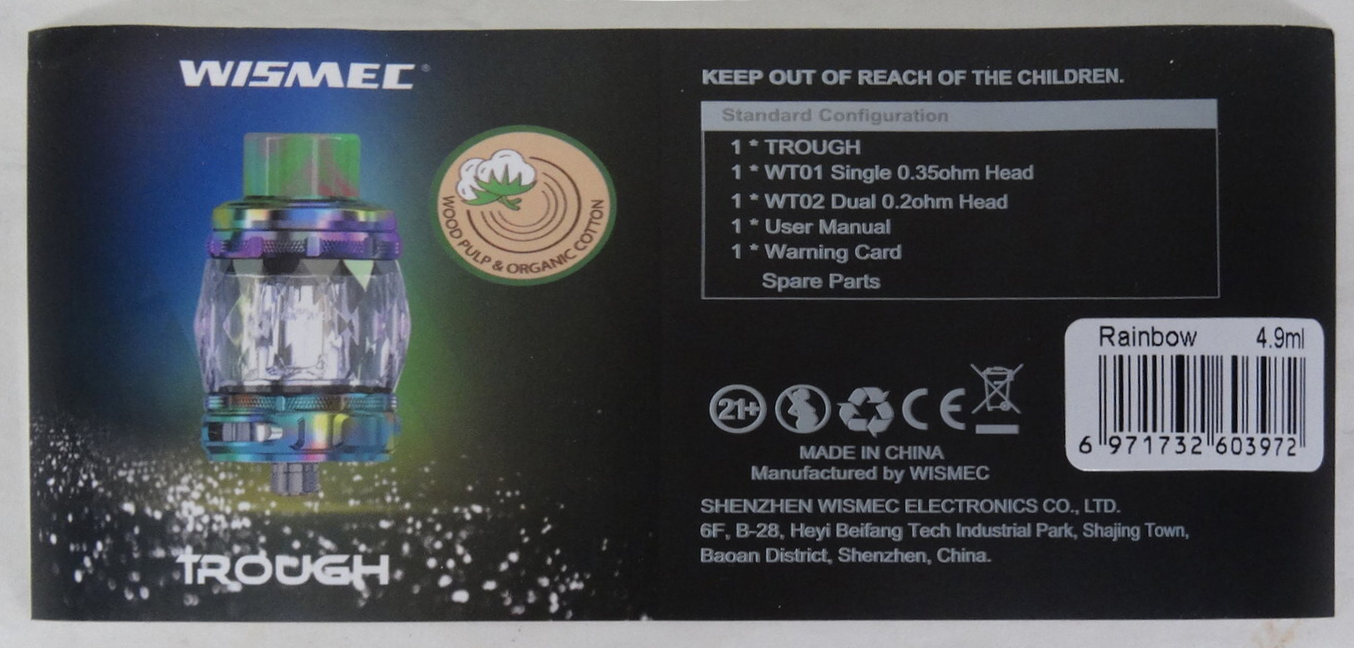 WISMEC®
WOOD PULP & ORGANIC COTTON
TROUGH
KEEP OUT OF REACH OF THE CHILDREN.
Standard Configuration
1 * TROUGH
1 * WT01 Single 0.35ohm Head
1 * WT02 Dual 0.2ohm Head
1 * User Manual
1 * Warning Card
Spare Parts
Rainbow 4.9ml
6 971732 603972
21+
CE
MADE IN CHINA
Manufactured by WISMEC
SHENZHEN WISMEC ELECTRONICS CO., LTD.
6F, B-28, Heyi Beifang Tech Industrial Park, Shajing Town,
Baoan District, Shenzhen, China.